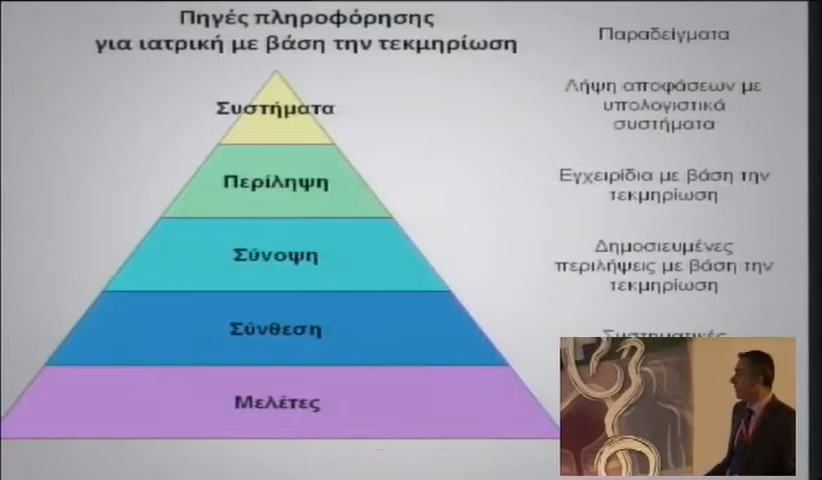 Πηγές πληροφόρησης
για ιατρική με βάση την τεκμηρίωση
Παραδείγματα
Συστήματα
Λήψη αποφάσεων με
υπολογιστικά
συστήματα
Περίληψη
Εγχειρίδια με βάση την
τεκμηρίωση
Σύνοψη
Δημοσιευμένες
περιλήψεις με βάση την
τεκμηρίωση
Σύνθεση
Συστηματικές
Μελέτες